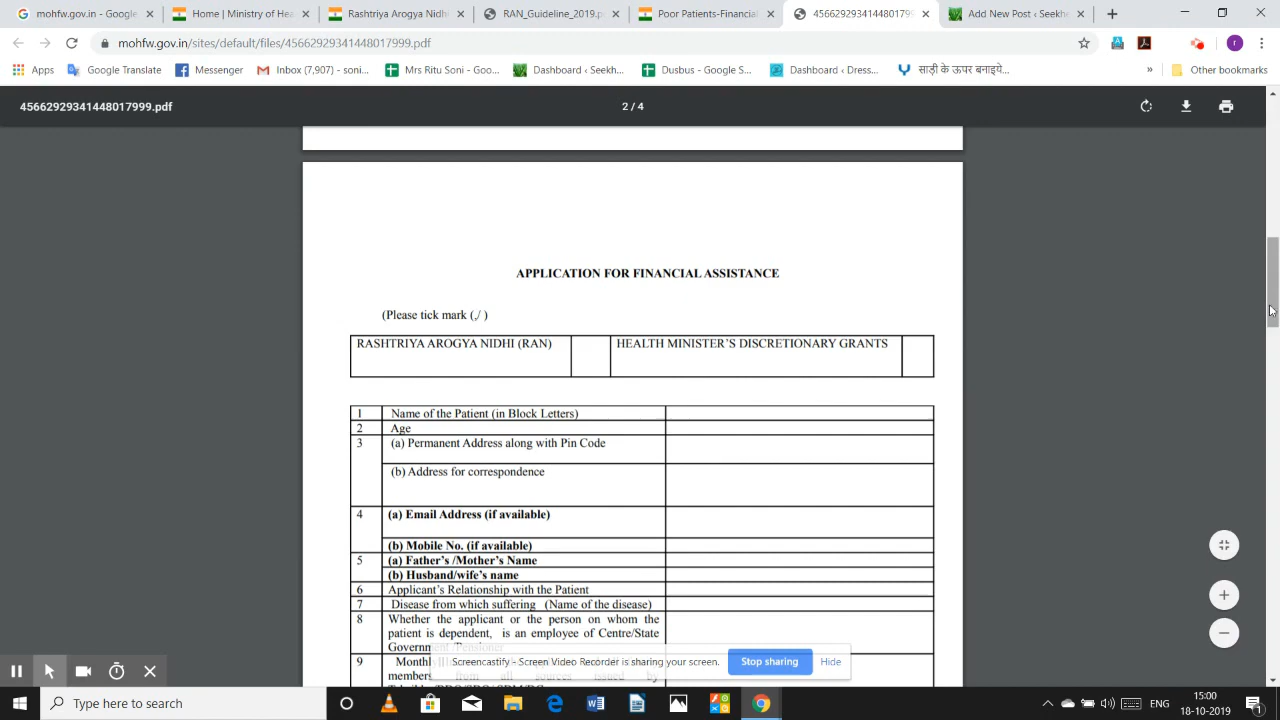 mohfw.gov.in - Google
Home | Ministry of He
Rashtriya Arogya Nidh
RAN_Guideline_2019.p
Poor Patients-Financia
45662929341448017999
Add New Post ‹ Seekh
mohfw.gov.in/sites/default/files/45662929341448017999.pdf
Apps Google Translate Messenger Inbox (7,907) - soni... Mrs Ritu Soni - Goo... Dashboard ‹ Seekh... Dusbus - Google S... Dashboard ‹ Dress... साड़ी के ऊपर बनाइये... » Other bookmarks
45662929341448017999.pdf 2 / 4
APPLICATION FOR FINANCIAL ASSISTANCE
(Please tick mark (√ )
RASHTRIYA AROGYA NIDHI (RAN) HEALTH MINISTER'S DISCRETIONARY GRANTS
1 Name of the Patient (in Block Letters)
2 Age
3 (a) Permanent Address along with Pin Code
(b) Address for correspondence
4 (a) Email Address (if available)
(b) Mobile No. (if available)
5 (a) Father's /Mother's Name
(b) Husband/wife's name
6 Applicant's Relationship with the Patient
7 Disease from which suffering (Name of the disease)
8 Whether the applicant or the person on whom the
patient is dependent, is an employee of Centre/State
Government /Pensioner
9 Monthl
members from all sources issued by
Screencastify - Screen Video Recorder is sharing your screen. Stop sharing Hide
Type here to search
ENG
15:00
18-10-2019